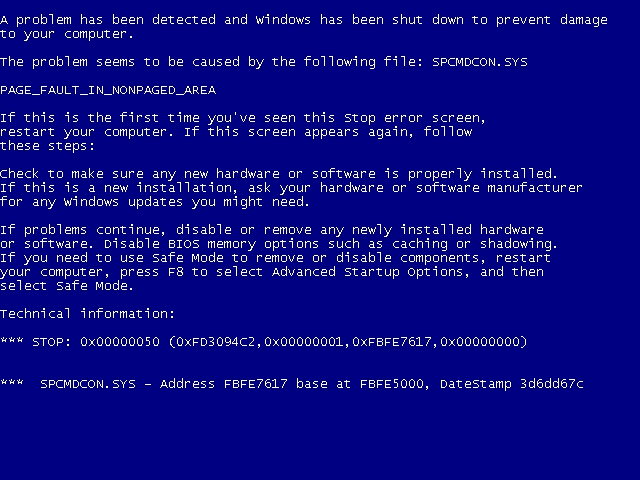 A problem has been detected and Windows has been shut down to prevent damage
to your computer.
The problem seems to be caused by the following file: SPCMDCON.SYS
PAGE_FAULT_IN_NONPAGED_AREA
If this is the first time you've seen this Stop error screen,
restart your computer. If this screen appears again, follow
these steps:
Check to make sure any new hardware or software is properly installed.
If this is a new installation, ask your hardware or software manufacturer
for any Windows updates you might need.
If problems continue, disable or remove any newly installed hardware
or software. Disable BIOS memory options such as caching or shadowing.
If you need to use Safe Mode to remove or disable components, restart
your computer, press F8 to select Advanced Startup Options, and then
select Safe Mode.
Technical information:
*** STOP: 0x00000050 (0xFD3094C2,0x00000001,0xFBFE7617,0x00000000)
*** SPCMDCON.SYS - Address FBFE7617 base at FBFE5000, DateStamp 3d6dd67c